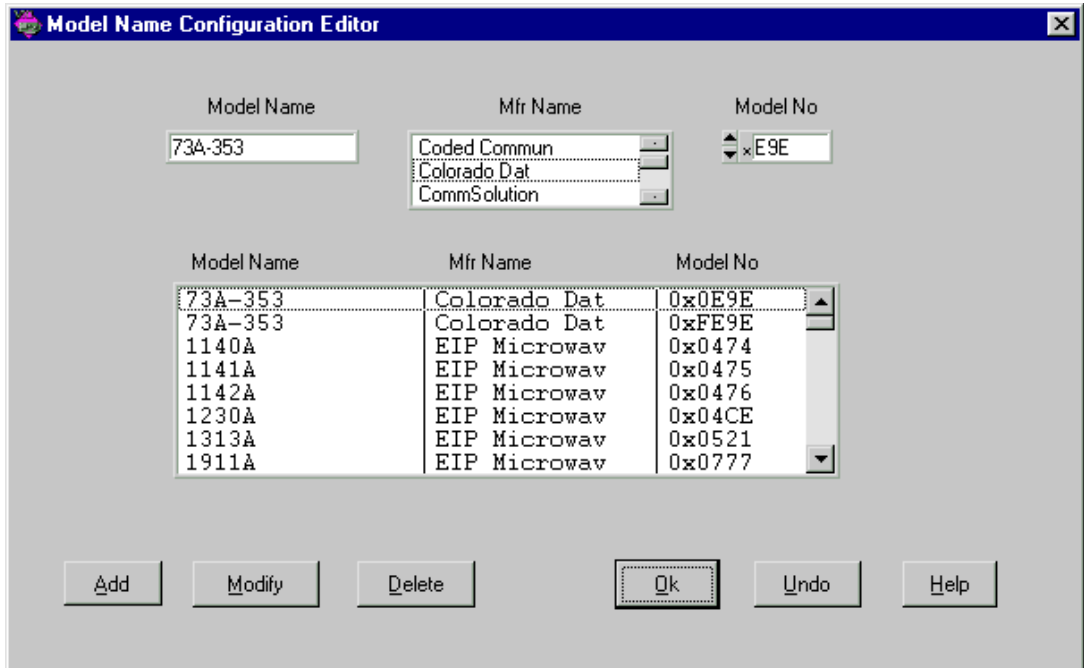 Model Name Configuration Editor
Model Name Mfr Name Model No
73A-353 Coded Commun x E9E
Colorado Dat
CommSolution
Model Name Mfr Name Model No
73A-353 | Colorado Dat | 0x0E9E
73A-353 | Colorado Dat | 0xFE9E
1140A | EIP Microwav | 0x0474
1141A | EIP Microwav | 0x0475
1142A | EIP Microwav | 0x0476
1230A | EIP Microwav | 0x04CE
1313A | EIP Microwav | 0x0521
1911A | EIP Microwav | 0x0777
Add Modify Delete Ok Undo Help